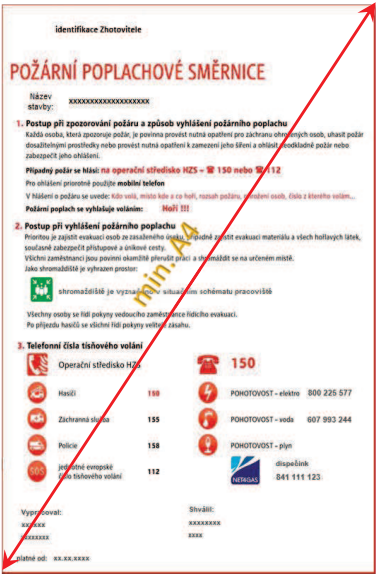 identifikace Zhotovitele
POŽÁRNÍ POPLACHOVÉ SMĚRNICE
Název
stavby: xxxxxxxxxxxxxxxxxxxx
1. Postup při zpozorování požáru a způsob vyhlášení požárního poplachu
Každá osoba, která zpozoruje požár, je povinna provést nutná opatření pro záchranu ohrožených osob, uhasit požár
dosažitelnými prostředky nebo provést nutná opatření k zamezení jeho šíření a ohlásit neodkladně požár nebo
zabezpečit jeho ohlášení.
Případný požár se hlásí: na operační středisko HZS – ☎ 150 nebo ☎ 112
Pro ohlášení prioritně použijte mobilní telefon
V hlášení o požáru se uvede: Kdo volá, místo kde a co hoří, rozsah požáru, ohrožení osob, číslo z kterého volám...
Požární poplach se vyhlašuje voláním: Hoří !!!
2. Postup při vyhlášení požárního poplachu
Prioritou je zajistit evakuaci osob ze zasaženého úseku, případně zajistit evakuaci materiálu a všech hořlavých látek,
současně zabezpečit přístupové a únikové cesty.
Všichni zaměstnanci jsou povinni okamžitě přerušit práci a shromáždit se na určeném místě.
Jako shromaždiště je vyhrazen prostor:
min. A4
shromaždiště je vyznačeno v situačním schématu pracoviště
Všechny osoby se řídí pokyny vedoucího zaměstnance řídícího evakuaci.
Po příjezdu hasičů se všichni řídí pokyny velitele zásahu.
3. Telefonní čísla tísňového volání
Operační středisko HZS 150
Hasiči 150 POHOTOVOST – elektro 800 225 577
Záchranná služba 155 POHOTOVOST – voda 607 993 244
Policie 158 POHOTOVOST – plyn
SOS jednotné evropské
číslo tísňového volání 112 NET4GAS dispečink
841 111 123
Vypracoval: Schválil:
xxxxxx xxxxxxxx
xxxxxxxx xxxx
platné od: xx.xx.xxxx